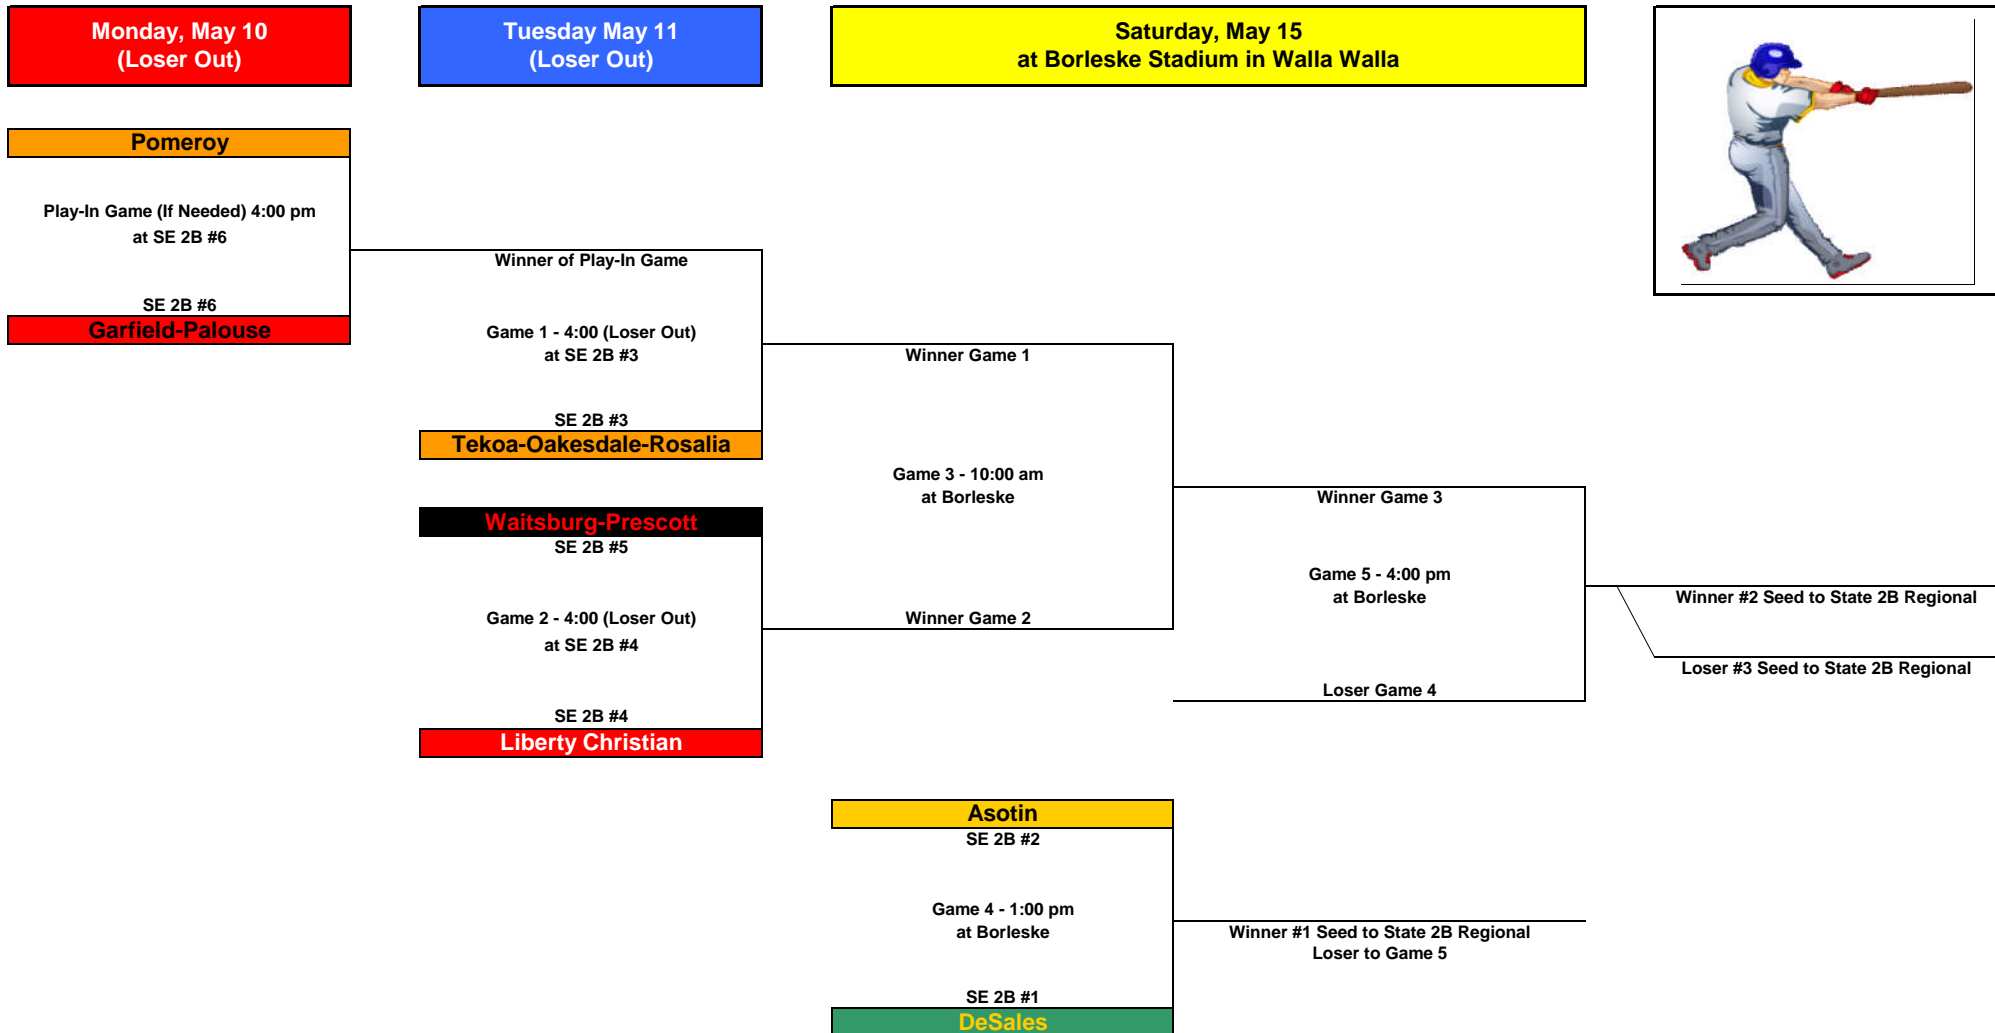 Monday, May 10
(Loser Out)
Tuesday May 11
(Loser Out)
Saturday, May 15
at Borleske Stadium in Walla Walla
Pomeroy
Play-In Game (If Needed) 4:00 pm
at SE 2B #6
SE 2B #6
Garfield-Palouse
Winner of Play-In Game
Game 1 - 4:00 (Loser Out)
at SE 2B #3
SE 2B #3
Tekoa-Oakesdale-Rosalia
Waitsburg-Prescott
SE 2B #5
Game 2 - 4:00 (Loser Out)
at SE 2B #4
SE 2B #4
Liberty Christian
Winner Game 1
Game 3 - 10:00 am
at Borleske
Winner Game 2
Asotin
SE 2B #2
Game 4 - 1:00 pm
at Borleske
SE 2B #1
DeSales
Winner Game 3
Game 5 - 4:00 pm
at Borleske
Loser Game 4
Winner #1 Seed to State 2B Regional
Loser to Game 5
Winner #2 Seed to State 2B Regional
Loser #3 Seed to State 2B Regional